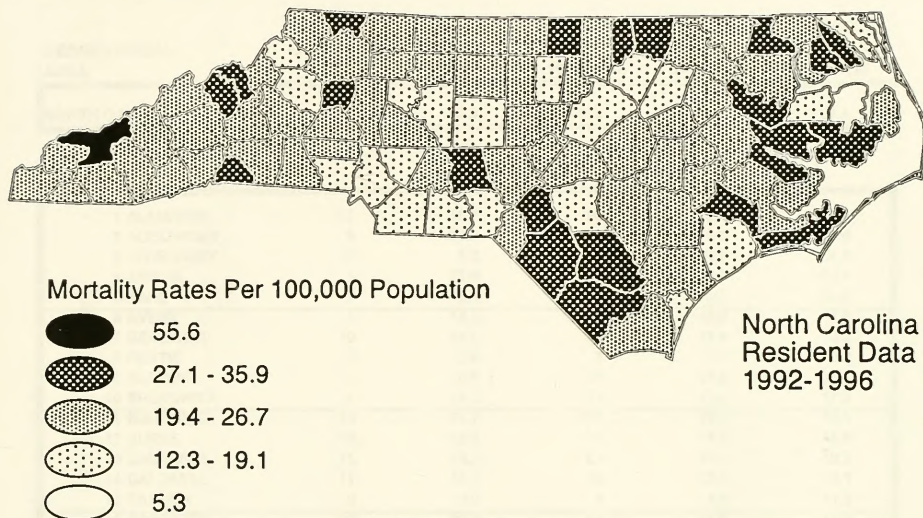 Mortality Rates Per 100,000 Population
55.6
27.1 - 35.9
19.4 - 26.7
12.3 - 19.1
5.3
North Carolina
Resident Data
1992-1996